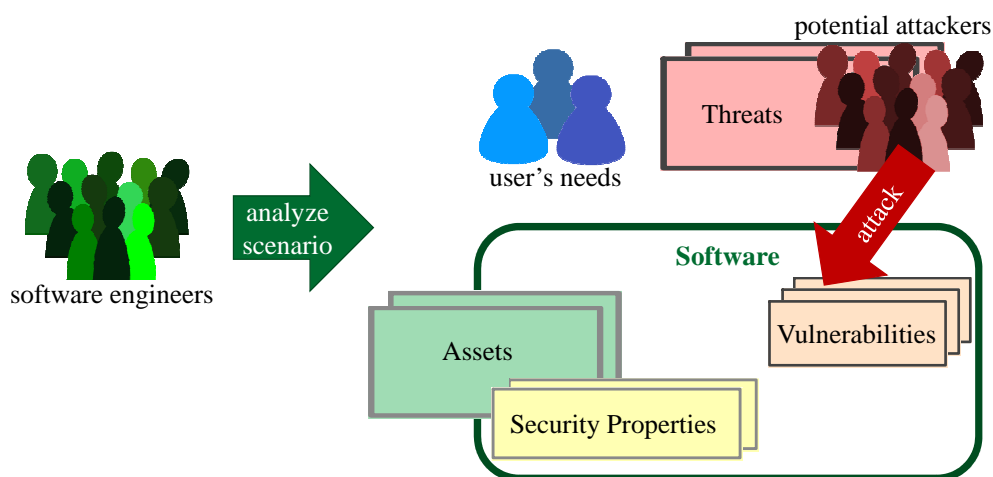 potential attackers
Threats
user's needs
analyze
scenario
attack
software engineers
Software
Vulnerabilities
Assets
Security Properties